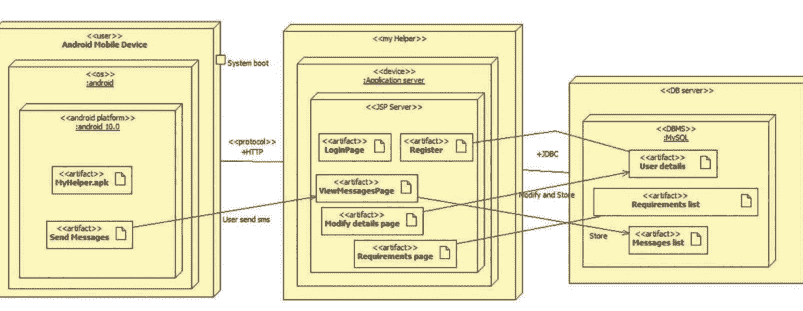 <<user>>
Android Mobile Device
<<os>>
:android
<<android platform>>
:android 10.0
<<artifact>>
MyHelper.apk
<<artifact>>
Send Messages
System boot
<<protocol>>
+HTTP
User send sms
<<my Helper>>
<<device>>
:Application server
<<JSP Server>>
<<artifact>>
LoginPage
<<artifact>>
Register
<<artifact>>
ViewMessagesPage
<<artifact>>
Modify details page
<<artifact>>
Requirements page
+JDBC
Modify and Store
Store
<<DB server>>
<<DBMS>>
:MySQL
<<artifact>>
User details
<<artifact>>
Requirements list
<<artifact>>
Messages list